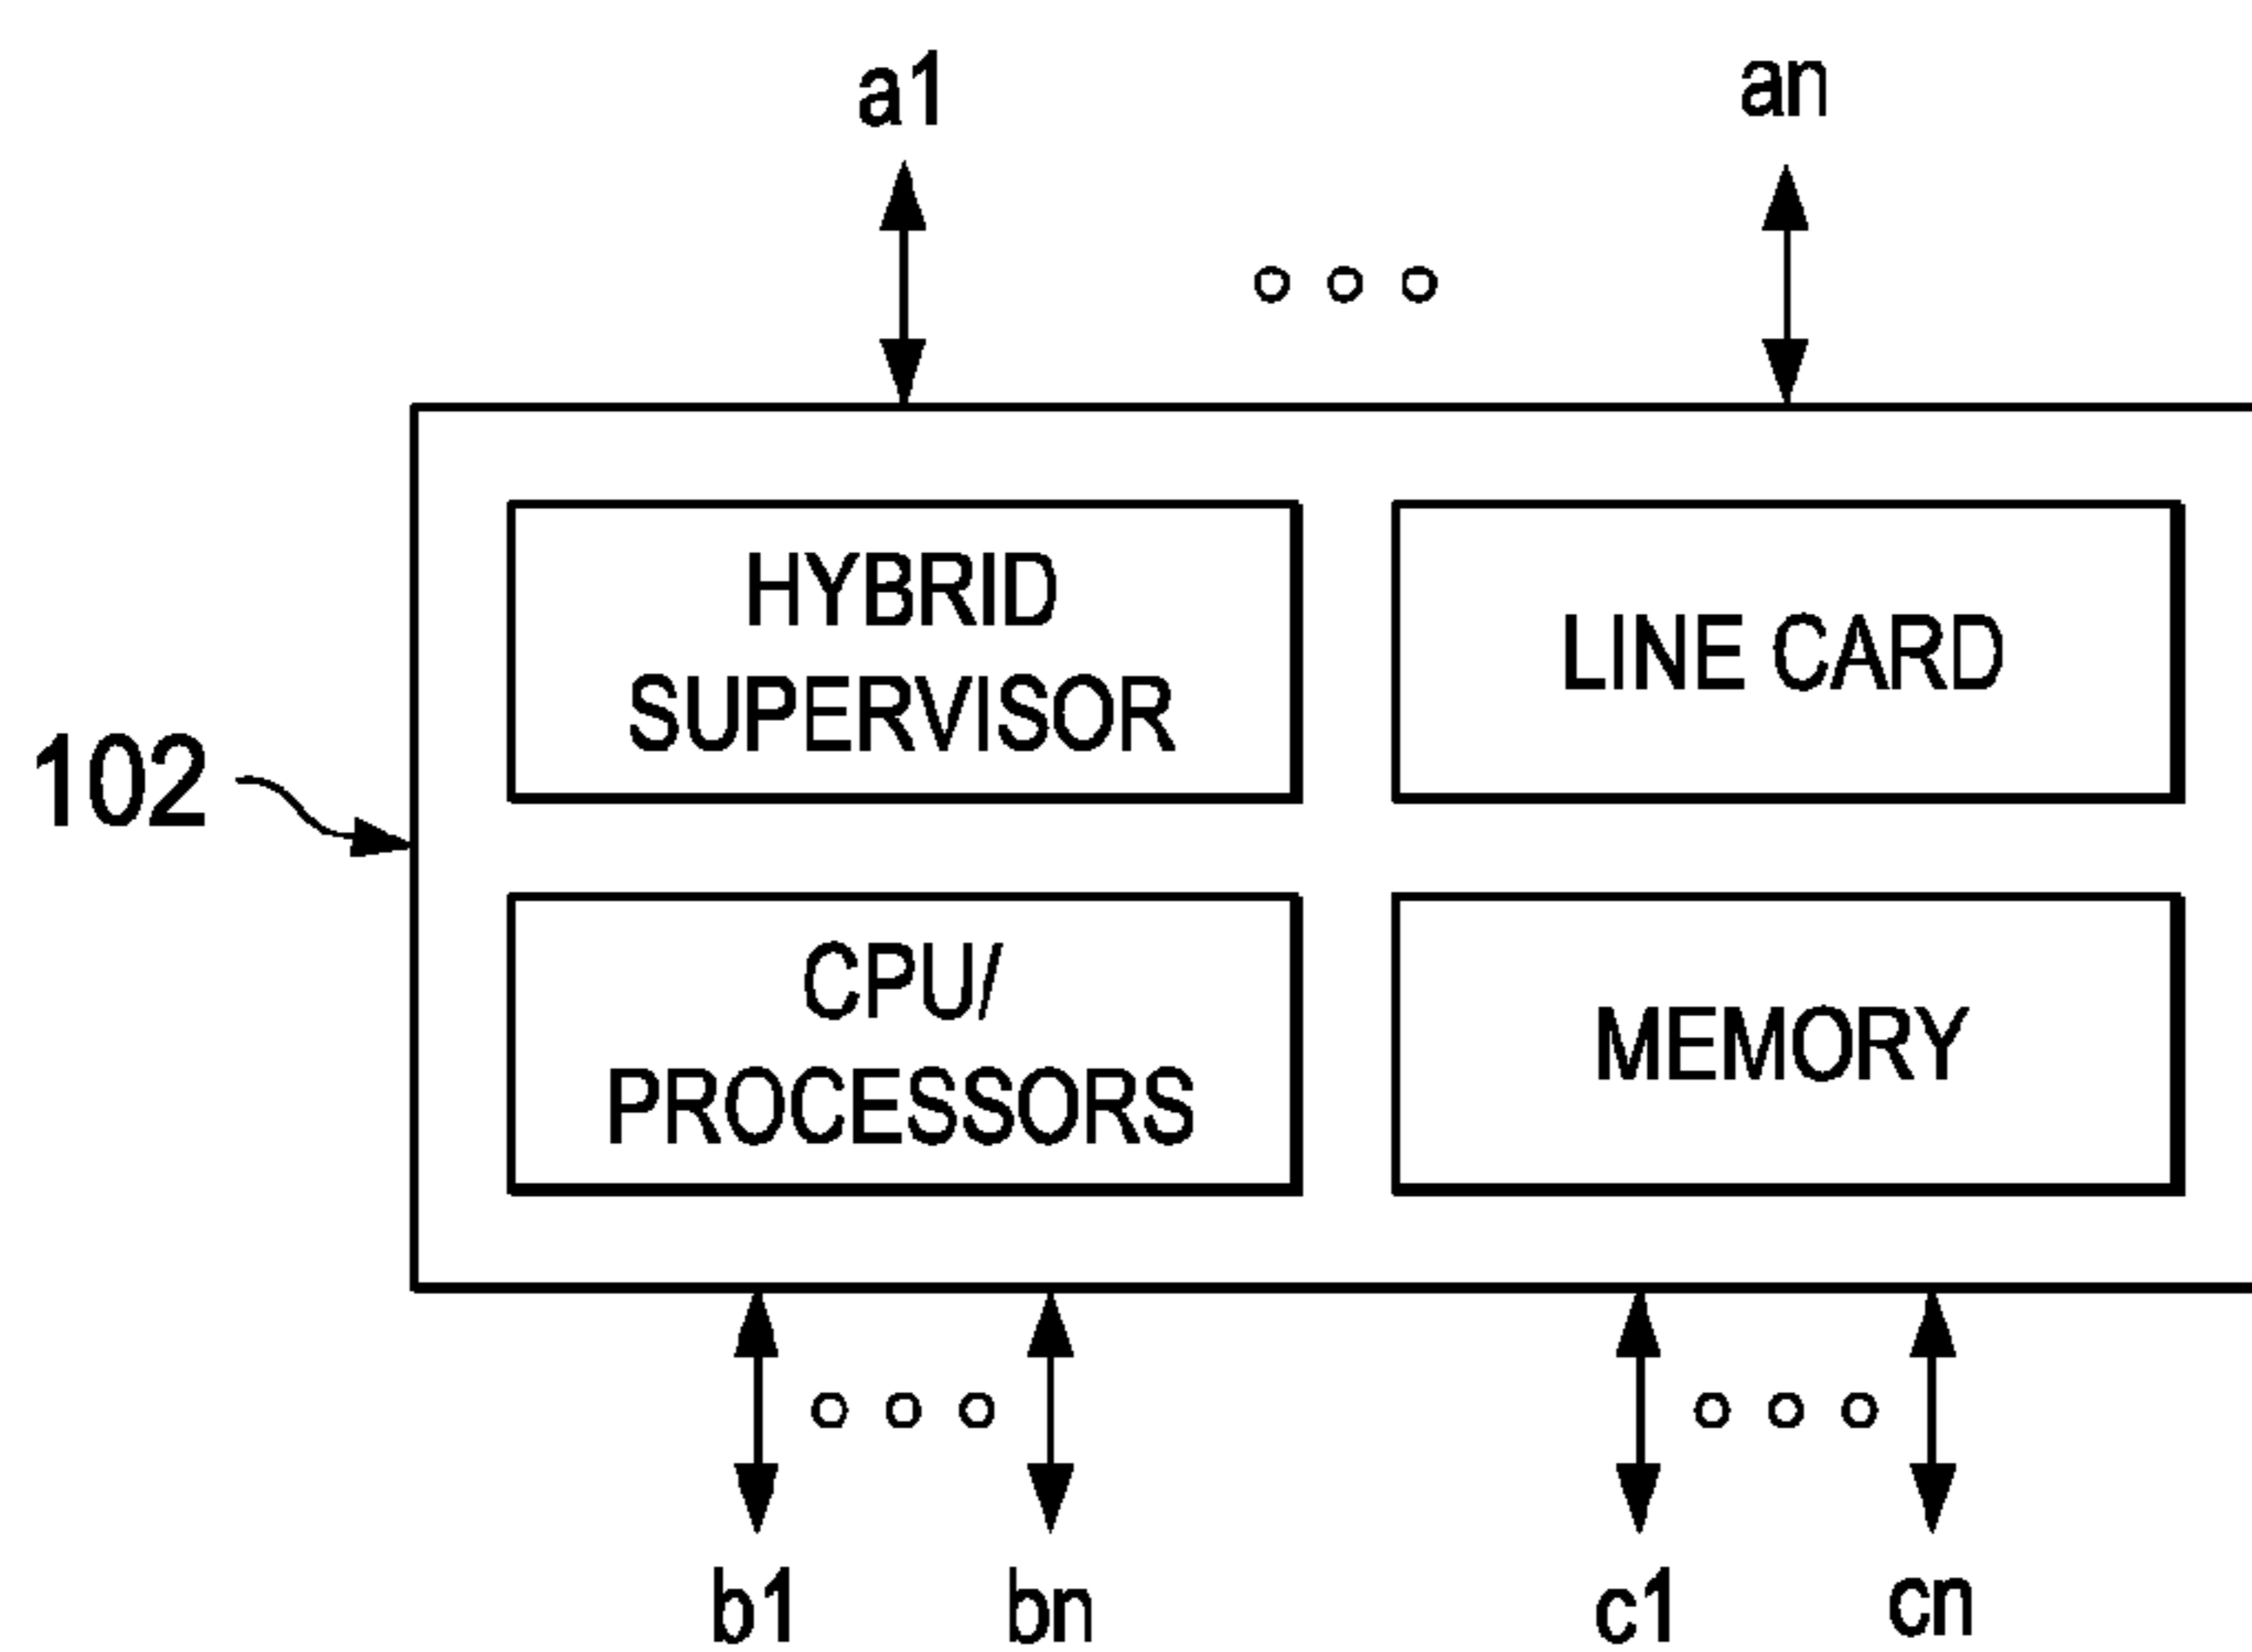 a1
an
HYBRID
SUPERVISOR
LINE CARD
102
CPU/
PROCESSORS
MEMORY
b1
bn
c1
cn